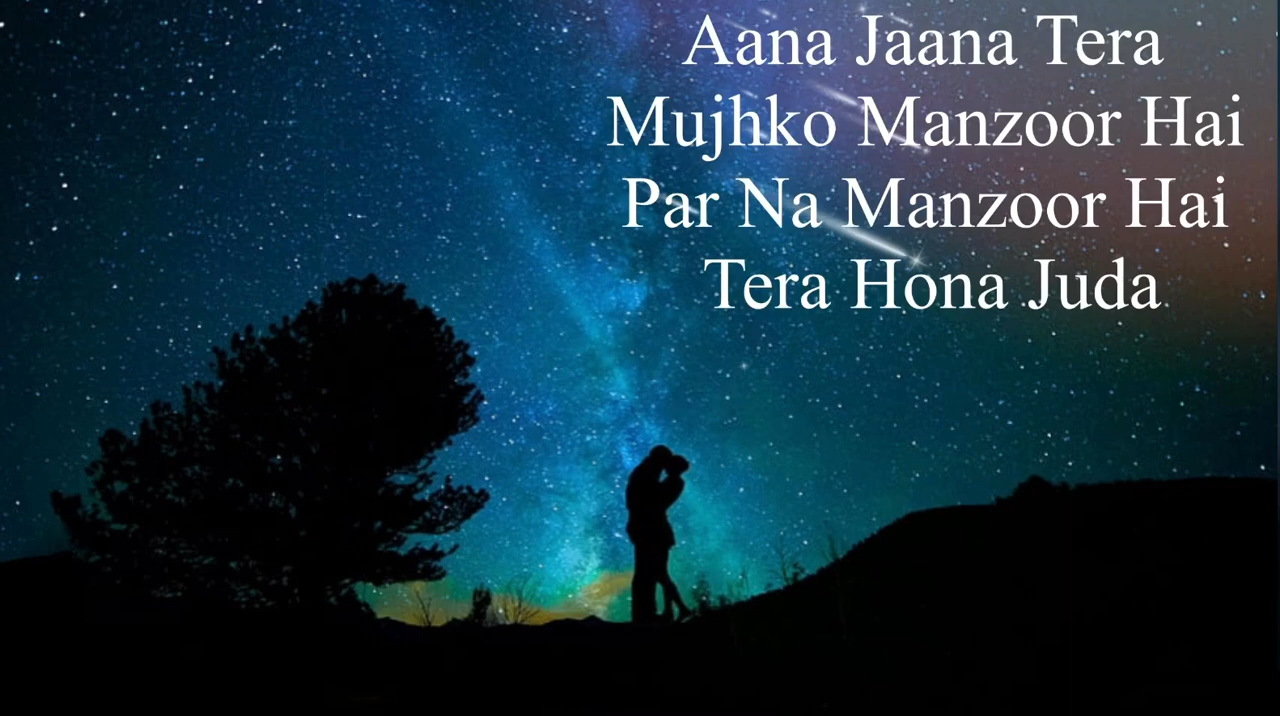 Aana Jaana Tera
Mujhko Manzoor Hai
Par Na Manzoor Hai
Tera Hona Juda